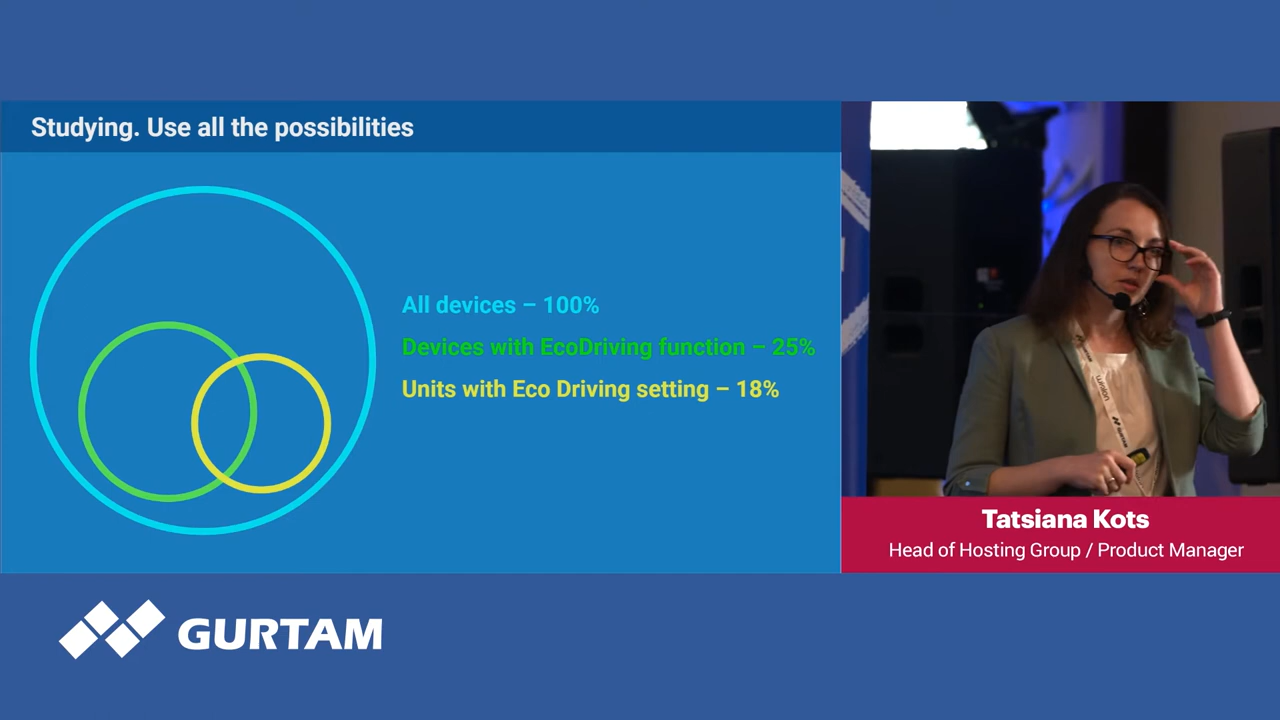 Studying. Use all the possibilities
All devices – 100%
Devices with EcoDriving function – 25%
Units with Eco Driving setting – 18%
Tatsiana Kots
Head of Hosting Group / Product Manager
GURTAM